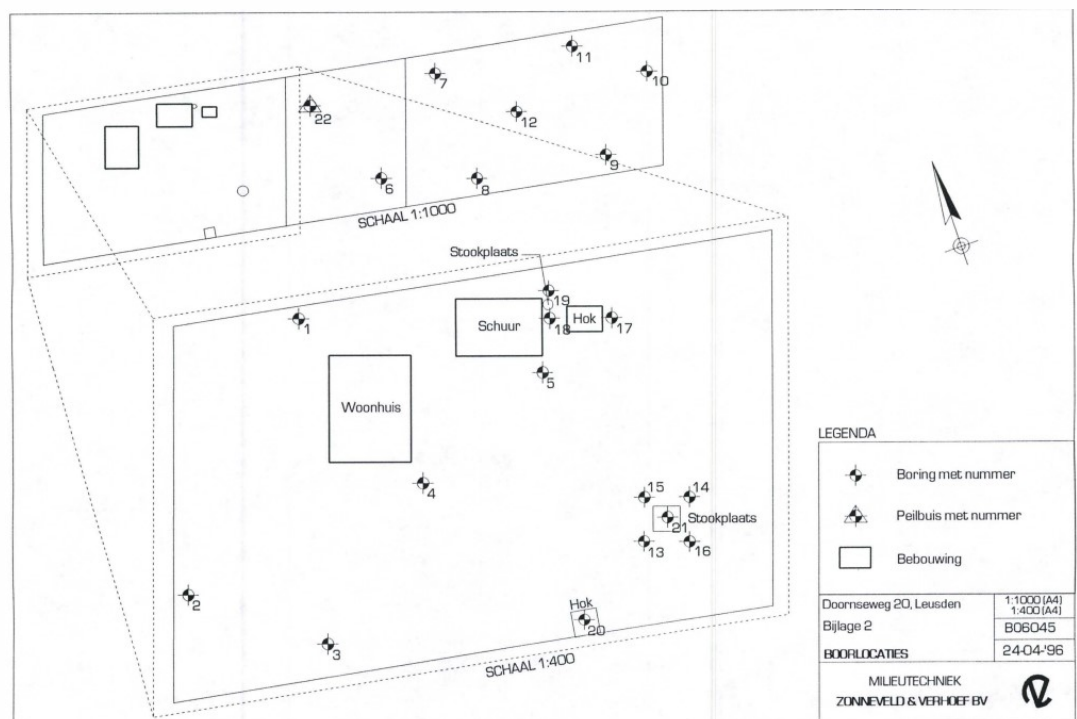 11
7
10
22
12
9
6
8
SCHAAL 1:1000
Stookplaats
19
1
Schuur
18
Hok
17
5
Woonhuis
4
15
14
21
Stookplaats
13
16
2
Hok
20
3
SCHAAL 1:400
LEGENDA
Boring met nummer
Peilbuis met nummer
Bebouwing
Doornseweg 20, Leusden
1:1000 (A4)
1:400 (A4)
Bijlage 2
B06045
BOORLOCATIES
24-04-'96
MILIEUTECHNIEK
ZONNEVELD & VERHOEF BV